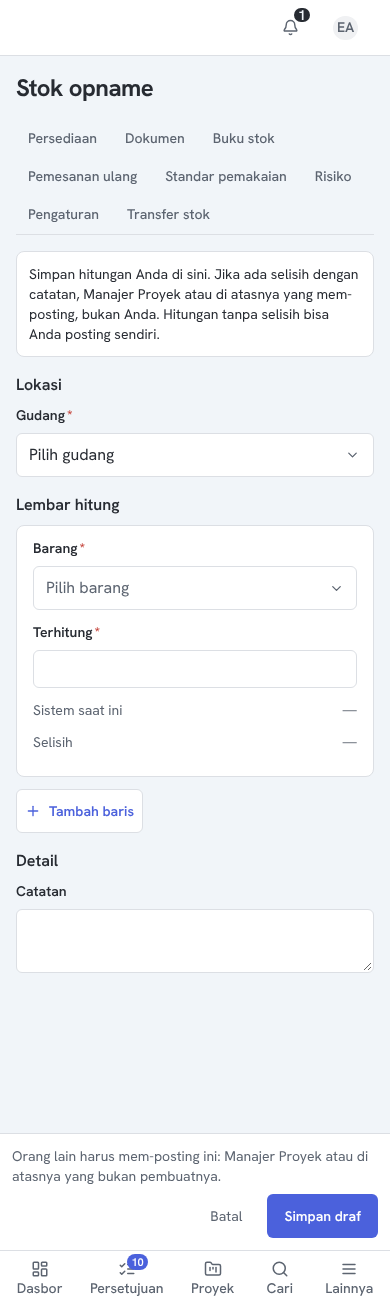 1
EA
Stok opname
Persediaan Dokumen Buku stok
Pemesanan ulang Standar pemakaian Risiko
Pengaturan Transfer stok
Simpan hitungan Anda di sini. Jika ada selisih dengan
catatan, Manajer Proyek atau di atasnya yang mem-
posting, bukan Anda. Hitungan tanpa selisih bisa
Anda posting sendiri.
Lokasi
Gudang*
Pilih gudang
Lembar hitung
Barang*
Pilih barang
Terhitung*
Sistem saat ini —
Selisih —
+ Tambah baris
Detail
Catatan
Orang lain harus mem-posting ini: Manajer Proyek atau di
atasnya yang bukan pembuatnya.
Batal Simpan draf
10
Dasbor Persetujuan Proyek Cari Lainnya